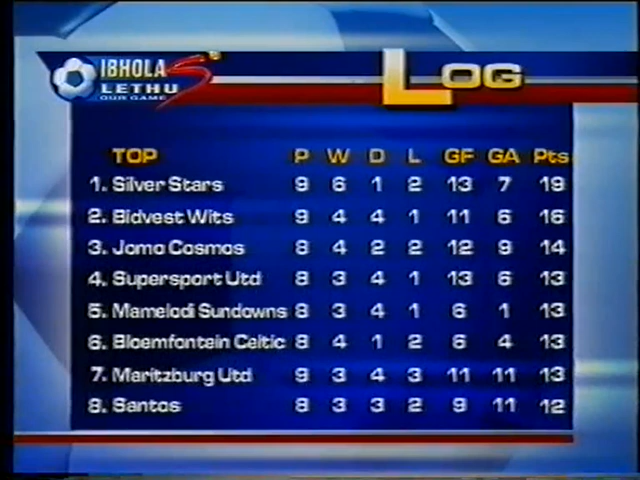 IBHOLA S
LETHU
OUR GAME
LOG
TOP P W D L GF GA Pts
1. Silver Stars 9 6 1 2 13 7 19
2. Bidvest Wits 9 4 4 1 11 6 16
3. Jomo Cosmos 8 4 2 2 12 9 14
4. Supersport Utd 8 3 4 1 13 6 13
5. Mamelodi Sundowns 8 3 4 1 6 1 13
6. Bloemfontein Celtic 8 4 1 2 6 4 13
7. Maritzburg Utd 9 3 4 3 11 11 13
8. Santos 8 3 3 2 9 11 12